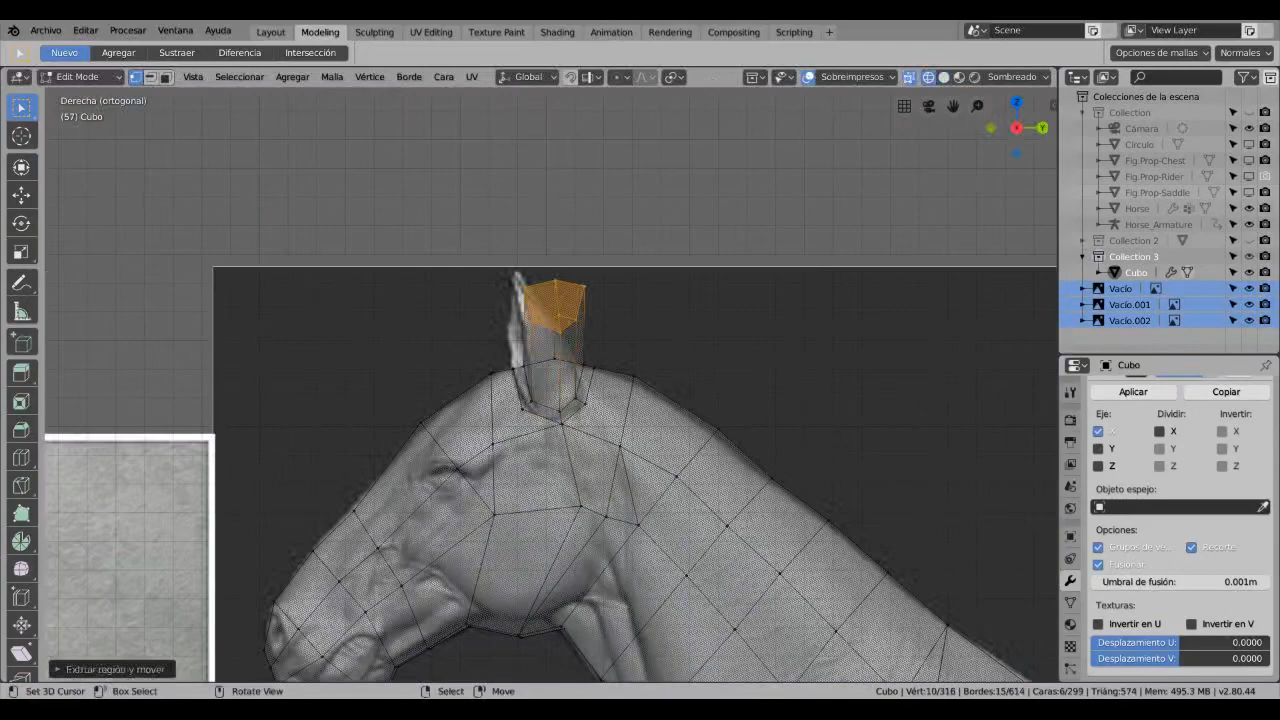 Archivo Editar Procesar Ventana Ayuda Layout Modeling Sculpting UV Editing Texture Paint Shading Animation Rendering Compositing Scripting + Scene View Layer
Nuevo Agregar Sustraer Diferencia Intersección Opciones de mallas Normales
Edit Mode Vista Seleccionar Agregar Malla Vértice Borde Cara UV Global Sobreimpresos Sombreado
Derecha (ortogonal)
(57) Cubo
Z
X
Y
Colecciones de la escena
Collection
Cámara
Círculo
Fig.Prop-Chest
Fig.Prop-Rider
Fig.Prop-Saddle
Horse
Horse_Armature
Collection 2
Collection 3
Cubo
Vacío
Vacío.001
Vacío.002
Cubo
Aplicar Copiar
Eje: Dividir: Invertir:
X X X
Y Y Y
Z Z Z
Objeto espejo:
Opciones:
Grupos de ve... Recorte
Fusionar
Umbral de fusión: 0.001m
Texturas:
Invertir en U Invertir en V
Desplazamiento U: 0.0000
Desplazamiento V: 0.0000
Extruir región y mover
Set 3D Cursor Box Select Rotate View Select Move Cubo | Vért:10/316 | Bordes:15/614 | Caras:6/299 | Triáng:574 | Mem: 495.3 MB | v2.80.44